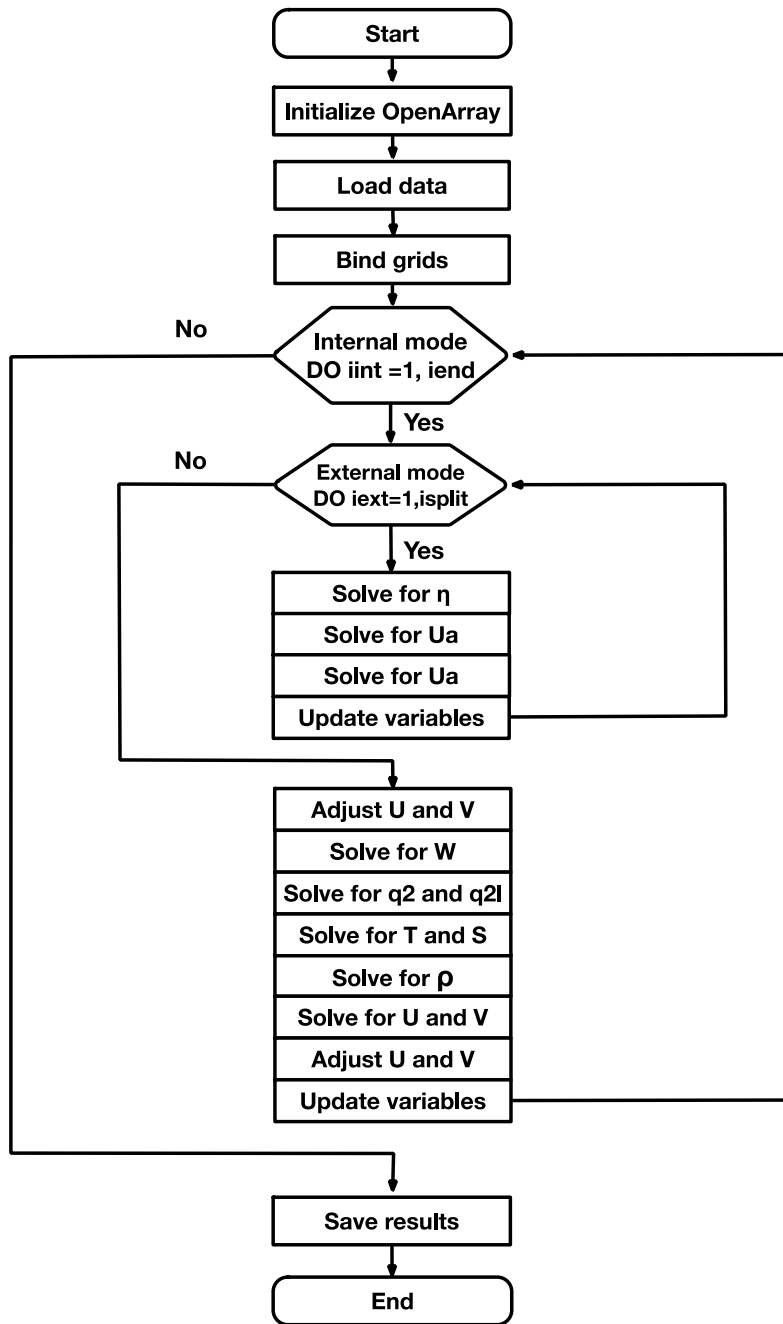 Start
Initialize OpenArray
Load data
Bind grids
No
Internal mode
DO iint =1, iend
Yes
No
External mode
DO iext=1,isplit
Yes
Solve for η
Solve for Ua
Solve for Ua
Update variables
Adjust U and V
Solve for W
Solve for q2 and q2l
Solve for T and S
Solve for ρ
Solve for U and V
Adjust U and V
Update variables
Save results
End